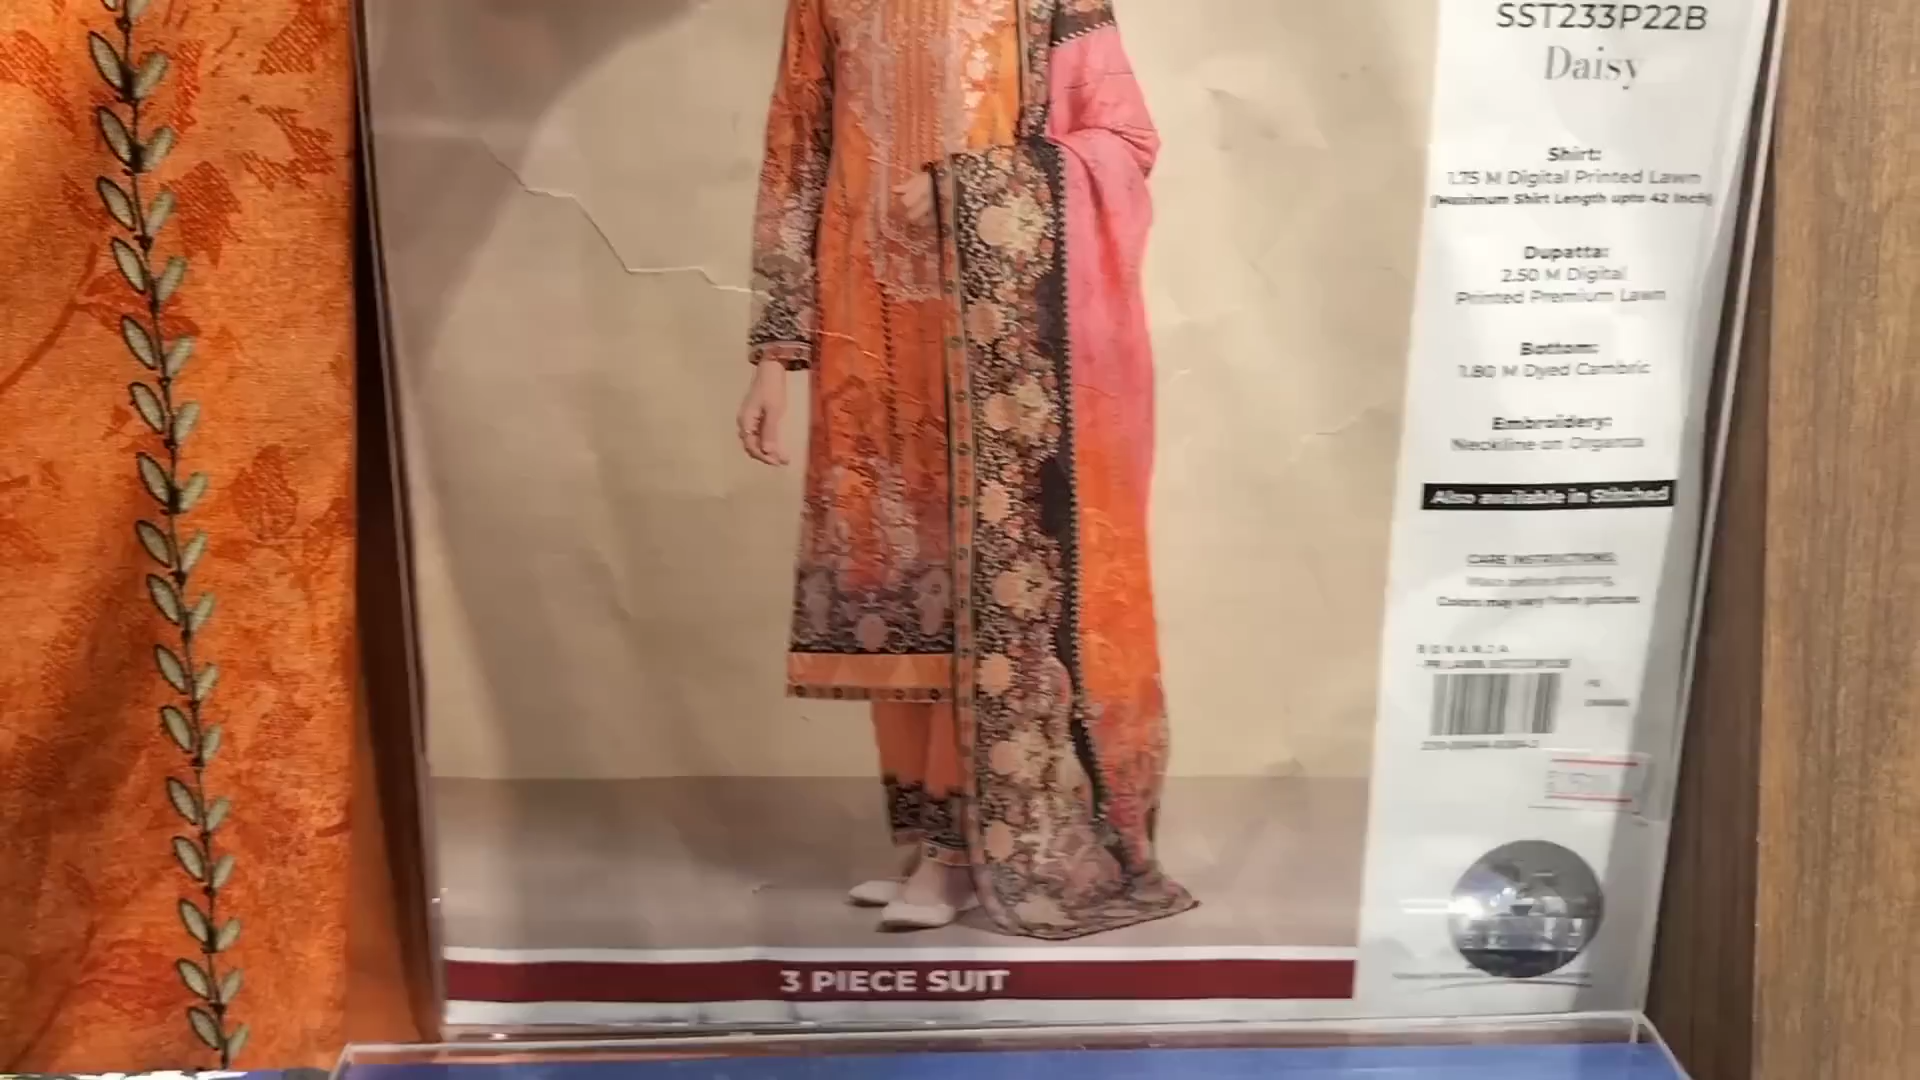 SST233P22B
Daisy
Shirt:
1.75 M Digital Printed Lawn
(Maximum Shirt Length upto 42 Inch)
Dupatta:
2.50 M Digital
Printed Premium Lawn
Bottom:
1.80 M Dyed Cambric
Embroidery:
Neckline on Organza
Also available in Stitched
CARE INSTRUCTIONS:
Colors may vary from pictures
BONANZA
3 PIECE SUIT